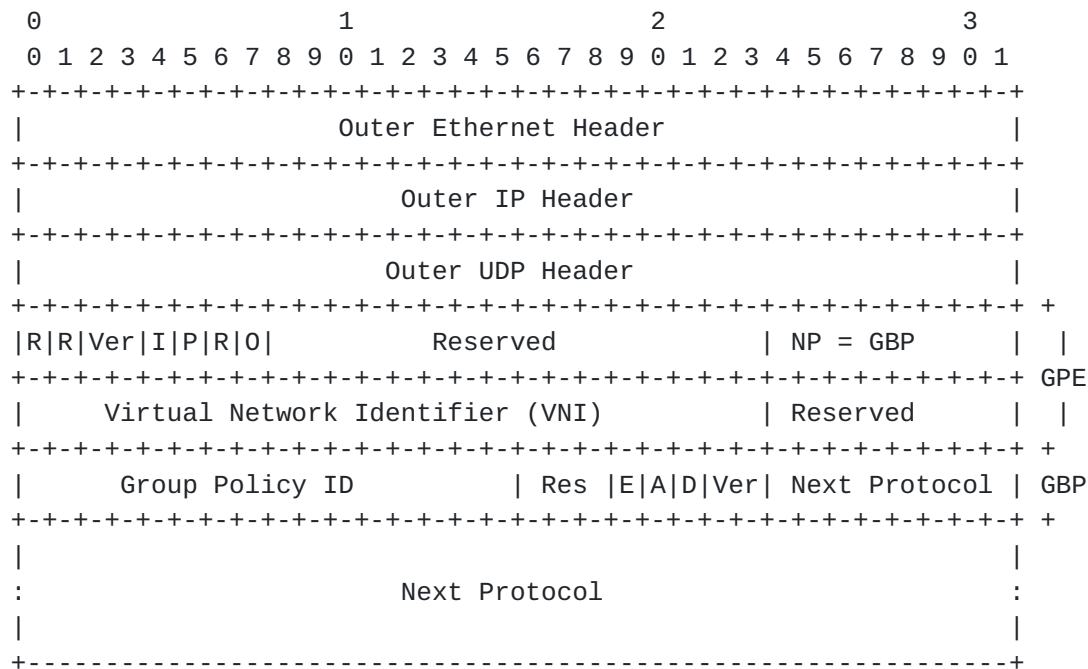 0                   1                   2                   3
 0 1 2 3 4 5 6 7 8 9 0 1 2 3 4 5 6 7 8 9 0 1 2 3 4 5 6 7 8 9 0 1
+-+-+-+-+-+-+-+-+-+-+-+-+-+-+-+-+-+-+-+-+-+-+-+-+-+-+-+-+-+-+-+-+
|                    Outer Ethernet Header                      |
+-+-+-+-+-+-+-+-+-+-+-+-+-+-+-+-+-+-+-+-+-+-+-+-+-+-+-+-+-+-+-+-+
|                        Outer IP Header                        |
+-+-+-+-+-+-+-+-+-+-+-+-+-+-+-+-+-+-+-+-+-+-+-+-+-+-+-+-+-+-+-+-+
|                       Outer UDP Header                        |
+-+-+-+-+-+-+-+-+-+-+-+-+-+-+-+-+-+-+-+-+-+-+-+-+-+-+-+-+-+-+-+-+ +
|R|R|Ver|I|P|R|O|          Reserved             | NP = GBP      |  |
+-+-+-+-+-+-+-+-+-+-+-+-+-+-+-+-+-+-+-+-+-+-+-+-+-+-+-+-+-+-+-+-+ GPE
|     Virtual Network Identifier (VNI)          | Reserved      |  |
+-+-+-+-+-+-+-+-+-+-+-+-+-+-+-+-+-+-+-+-+-+-+-+-+-+-+-+-+-+-+-+-+ +
|      Group Policy ID          | Res |E|A|D|Ver| Next Protocol | GBP
+-+-+-+-+-+-+-+-+-+-+-+-+-+-+-+-+-+-+-+-+-+-+-+-+-+-+-+-+-+-+-+-+ +
|                                                               |
:                        Next Protocol                          :
|                                                               |
+---------------------------------------------------------------+